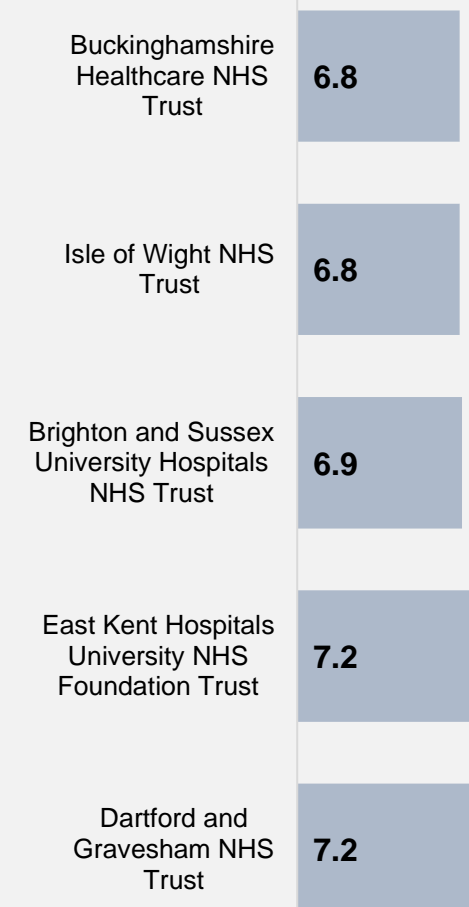 Buckinghamshire
Healthcare NHS
Trust
6.8
Isle of Wight NHS
Trust
6.8
Brighton and Sussex
University Hospitals
NHS Trust
6.9
East Kent Hospitals
University NHS
Foundation Trust
7.2
Dartford and
Gravesham NHS
Trust
7.2